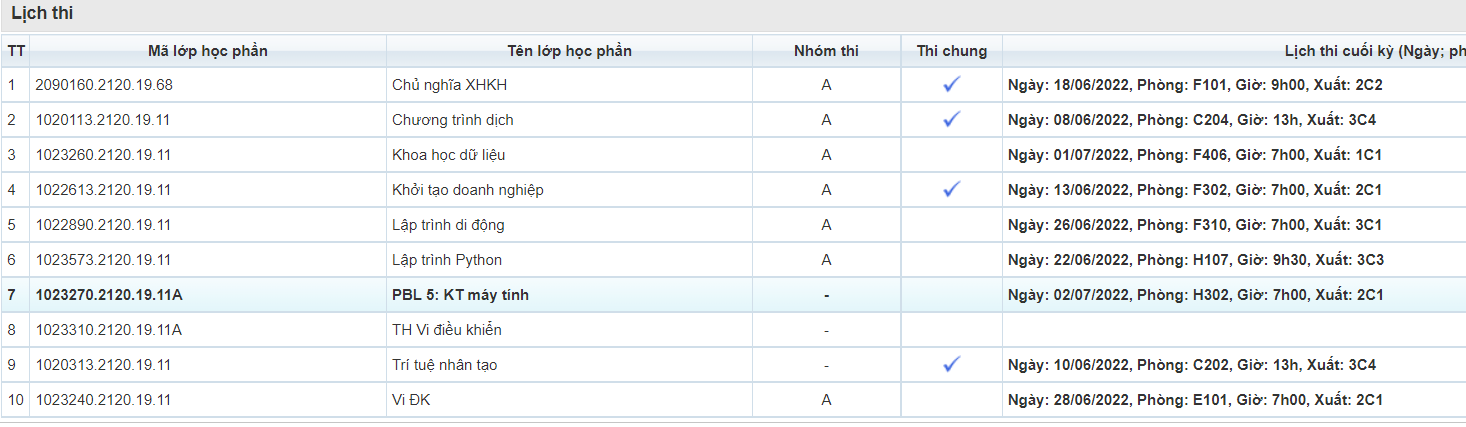 Lịch thi
TT Mã lớp học phần Tên lớp học phần Nhóm thi Thi chung Lịch thi cuối kỳ (Ngày; ph
1 2090160.2120.19.68 Chủ nghĩa XHKH A Ngày: 18/06/2022, Phòng: F101, Giờ: 9h00, Xuất: 2C2
2 1020113.2120.19.11 Chương trình dịch A Ngày: 08/06/2022, Phòng: C204, Giờ: 13h, Xuất: 3C4
3 1023260.2120.19.11 Khoa học dữ liệu A Ngày: 01/07/2022, Phòng: F406, Giờ: 7h00, Xuất: 1C1
4 1022613.2120.19.11 Khởi tạo doanh nghiệp A Ngày: 13/06/2022, Phòng: F302, Giờ: 7h00, Xuất: 2C1
5 1022890.2120.19.11 Lập trình di động A Ngày: 26/06/2022, Phòng: F310, Giờ: 7h00, Xuất: 3C1
6 1023573.2120.19.11 Lập trình Python A Ngày: 22/06/2022, Phòng: H107, Giờ: 9h30, Xuất: 3C3
7 1023270.2120.19.11A PBL 5: KT máy tính - Ngày: 02/07/2022, Phòng: H302, Giờ: 7h00, Xuất: 2C1
8 1023310.2120.19.11A TH Vi điều khiển -
9 1020313.2120.19.11 Trí tuệ nhân tạo - Ngày: 10/06/2022, Phòng: C202, Giờ: 13h, Xuất: 3C4
10 1023240.2120.19.11 Vi ĐK A Ngày: 28/06/2022, Phòng: E101, Giờ: 7h00, Xuất: 2C1